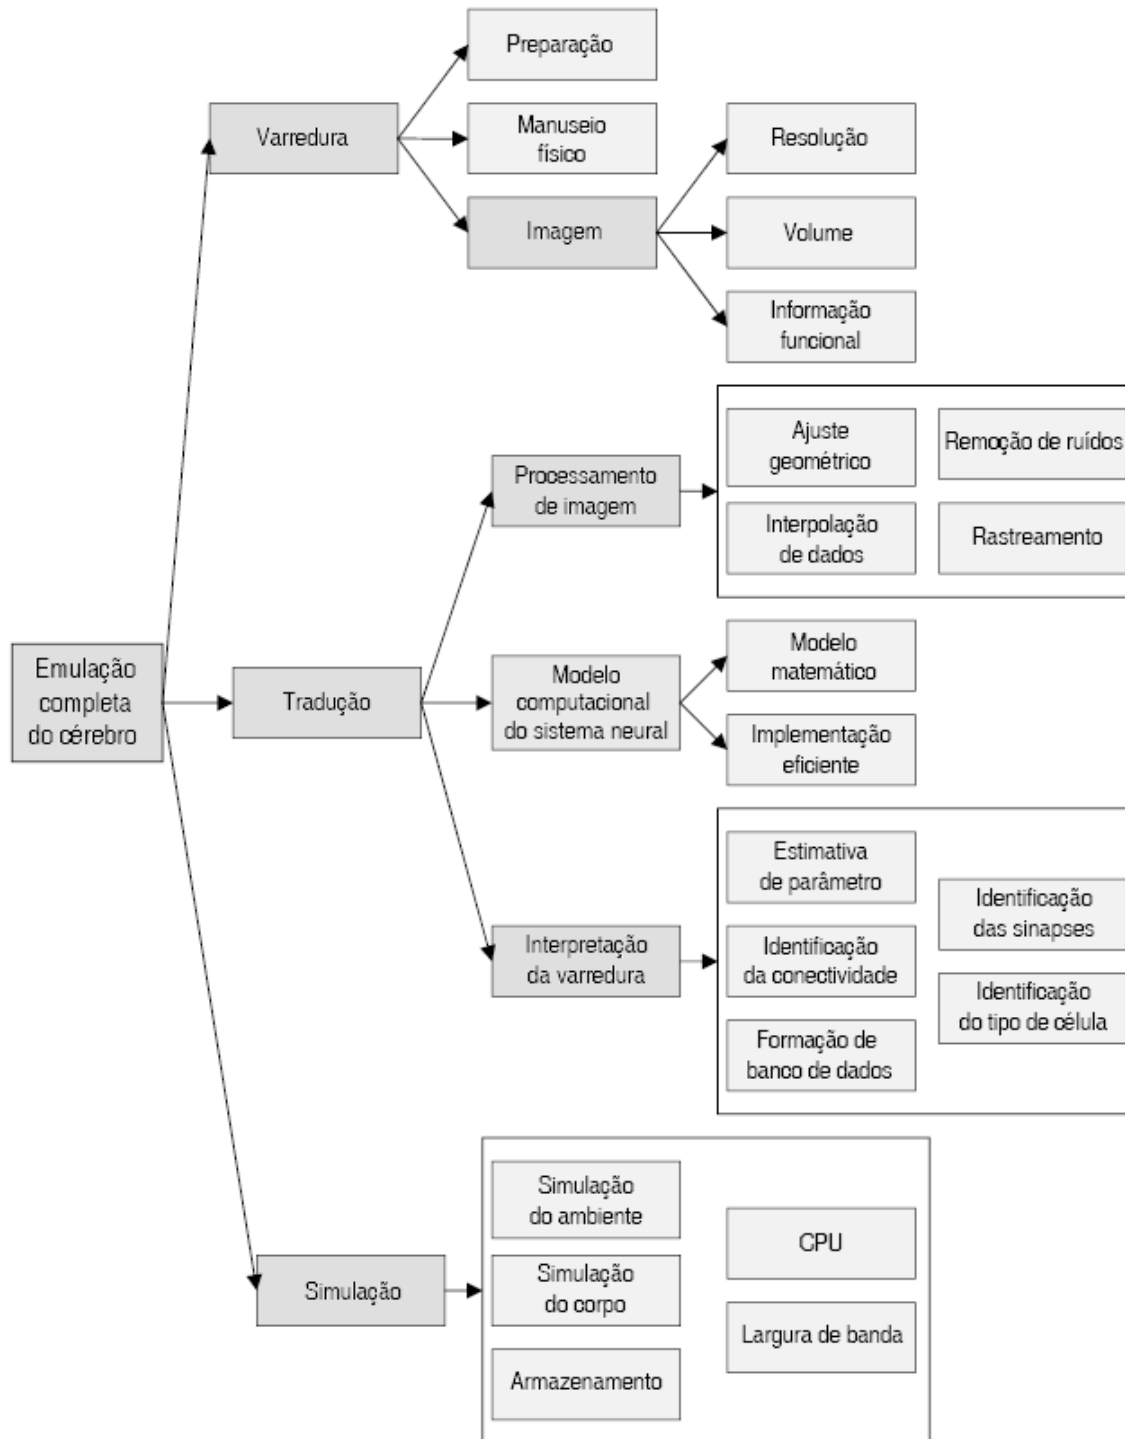 Preparação
Varredura
Manuseio
físico
Imagem
Resolução
Volume
Informação
funcional
Emulação
completa
do cérebro
Tradução
Processamento
de imagem
Ajuste
geométrico
Remoção de ruídos
Interpolação
de dados
Rastreamento
Modelo
computacional
do sistema neural
Modelo
matemático
Implementação
eficiente
Interpretação
da varredura
Estimativa
de parâmetro
Identificação
das sinapses
Identificação
da conectividade
Identificação
do tipo de célula
Formação de
banco de dados
Simulação
Simulação
do ambiente
CPU
Simulação
do corpo
Largura de banda
Armazenamento